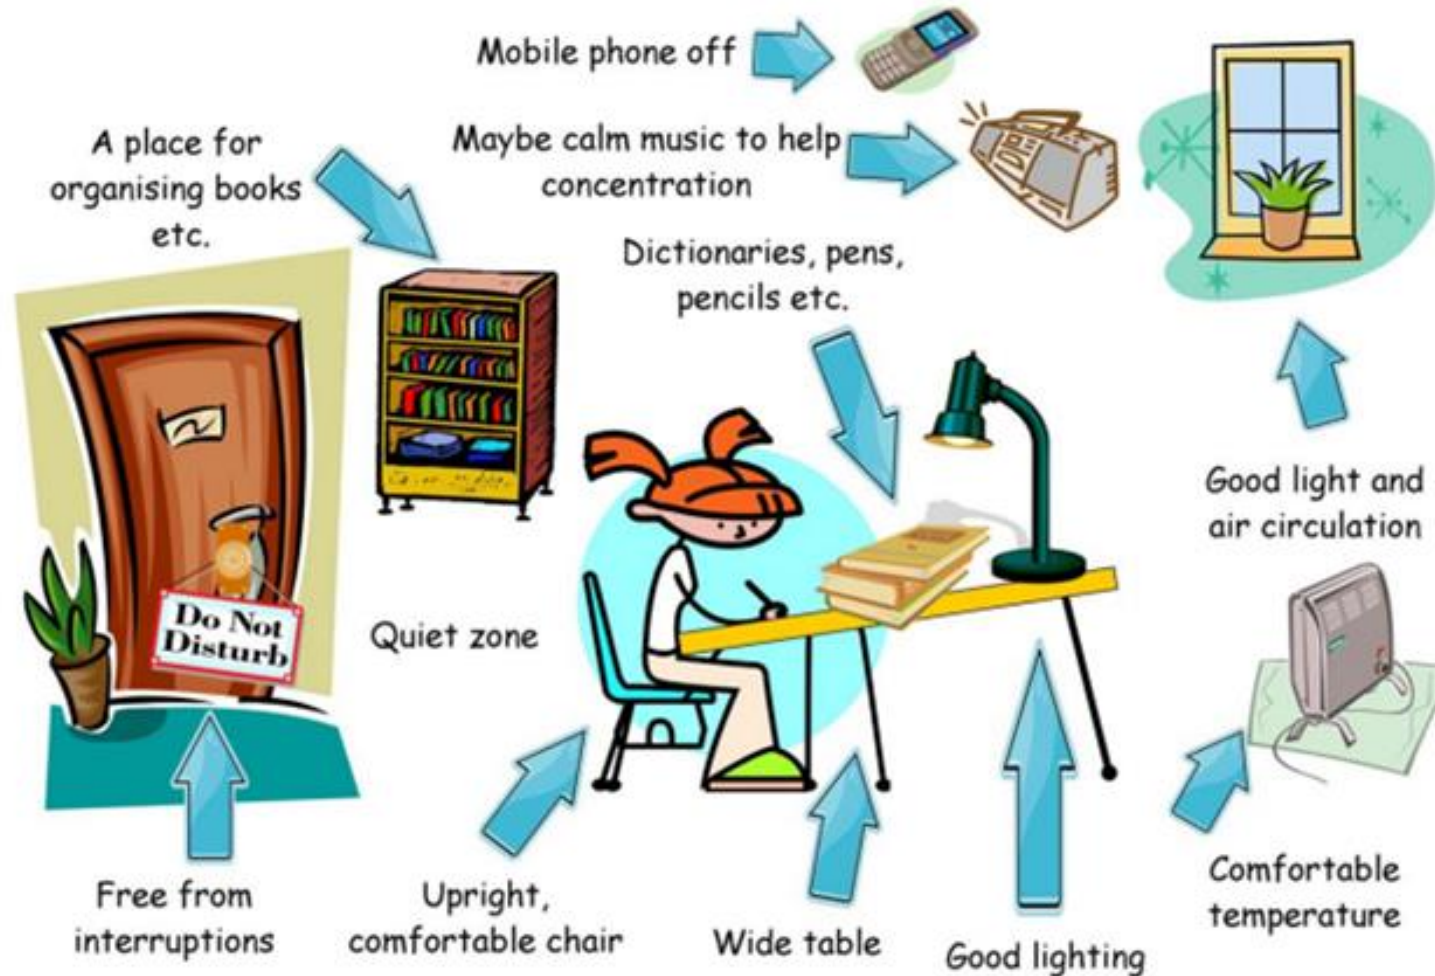 Mobile phone off
Maybe calm music to help
concentration
A place for
organising books
etc.
Dictionaries, pens,
pencils etc.
Good light and
air circulation
Do Not
Disturb
Quiet zone
Free from
interruptions
Upright,
comfortable chair
Wide table
Good lighting
Comfortable
temperature